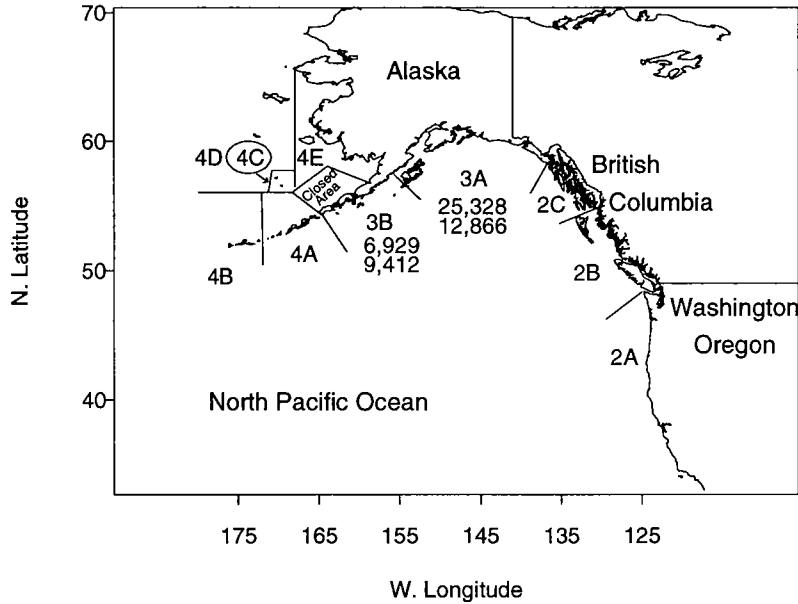 70
Alaska
60
4D
4C
4E
Closed
Area
British
3A
25,328
12,866
2C
Columbia
3B
6,929
9,412
4A
4B
50
2B
Washington
Oregon
2A
N. Latitude
40
North Pacific Ocean
175
165
155
145
135
125
W. Longitude